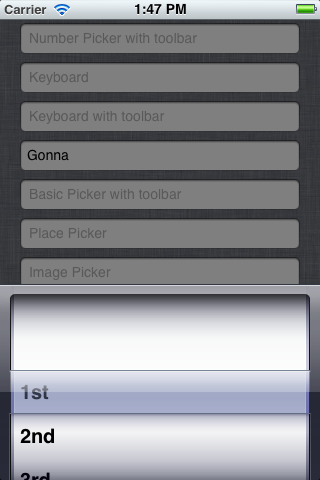 Carrier 1:47 PM
Number Picker with toolbar
Keyboard
Keyboard with toolbar
Gonna
Basic Picker with toolbar
Place Picker
Image Picker
1st
2nd
3rd